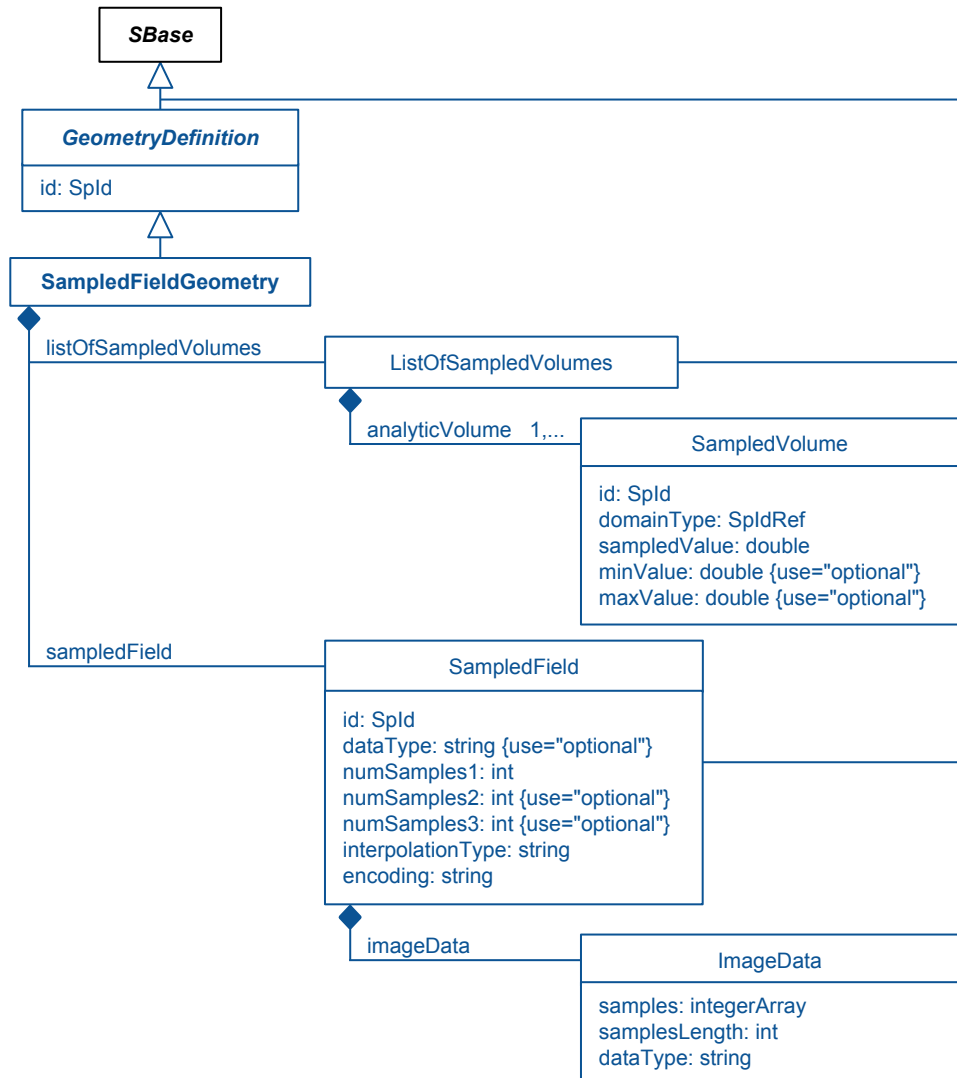 SBase
GeometryDefinition
id: SpId
SampledFieldGeometry
listOfSampledVolumes
ListOfSampledVolumes
analyticVolume 1,...
SampledVolume
id: SpId
domainType: SpIdRef
sampledValue: double
minValue: double {use="optional"}
maxValue: double {use="optional"}
sampledField
SampledField
id: SpId
dataType: string {use="optional"}
numSamples1: int
numSamples2: int {use="optional"}
numSamples3: int {use="optional"}
interpolationType: string
encoding: string
imageData
ImageData
samples: integerArray
samplesLength: int
dataType: string